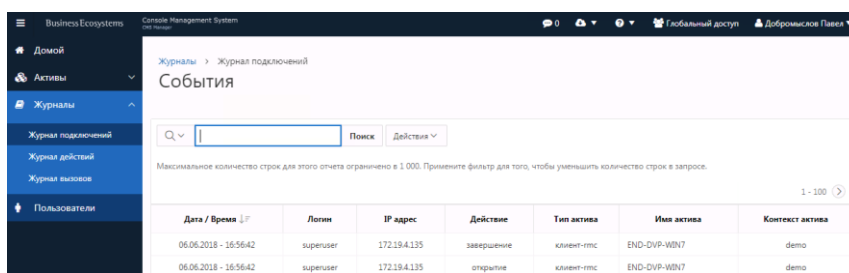 Business Ecosystems
Console Management System
CMS Manager
0
Глобальный доступ
Добромыслов Павел
Домой
Активы
Журналы
Журнал подключений
Журнал действий
Журнал вызовов
Пользователи
Журналы > Журнал подключений
События
Поиск Действия
Максимальное количество строк для этого отчета ограничено в 1 000. Примените фильтр для того, чтобы уменьшить количество строк в запросе.
1 - 100
Дата / Время Логин IP адрес Действие Тип актива Имя актива Контекст актива
06.06.2018 - 16:56:42 superuser 172.19.4.135 завершение клиент-rmc END-DVP-WIN7 demo
06.06.2018 - 16:56:42 superuser 172.19.4.135 открытие клиент-rmc END-DVP-WIN7 demo